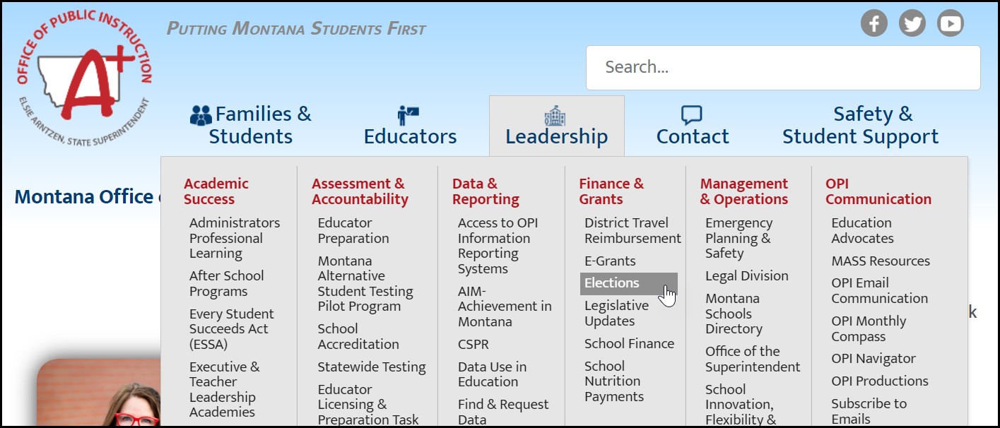 OFFICE OF PUBLIC INSTRUCTION
A+
ELSIE ARNTZEN, STATE SUPERINTENDENT
PUTTING MONTANA STUDENTS FIRST
Search...
Families &
Students
Educators
Leadership
Contact
Safety &
Student Support
Montana Office
Academic
Success
Administrators
Professional
Learning
After School
Programs
Every Student
Succeeds Act
(ESSA)
Executive &
Teacher
Leadership
Academies
Assessment &
Accountability
Educator
Preparation
Montana
Alternative
Student Testing
Pilot Program
School
Accreditation
Statewide Testing
Educator
Licensing &
Preparation Task
Data &
Reporting
Access to OPI
Information
Reporting
Systems
AIM-
Achievement in
Montana
CSPR
Data Use in
Education
Find & Request
Data
Finance &
Grants
District Travel
Reimbursement
E-Grants
Elections
Legislative
Updates
School Finance
School
Nutrition
Payments
Management
& Operations
Emergency
Planning &
Safety
Legal Division
Montana
Schools
Directory
Office of the
Superintendent
School
Innovation,
Flexibility &
OPI
Communication
Education
Advocates
MASS Resources
OPI Email
Communication
OPI Monthly
Compass
OPI Navigator
OPI Productions
Subscribe to
Emails
k